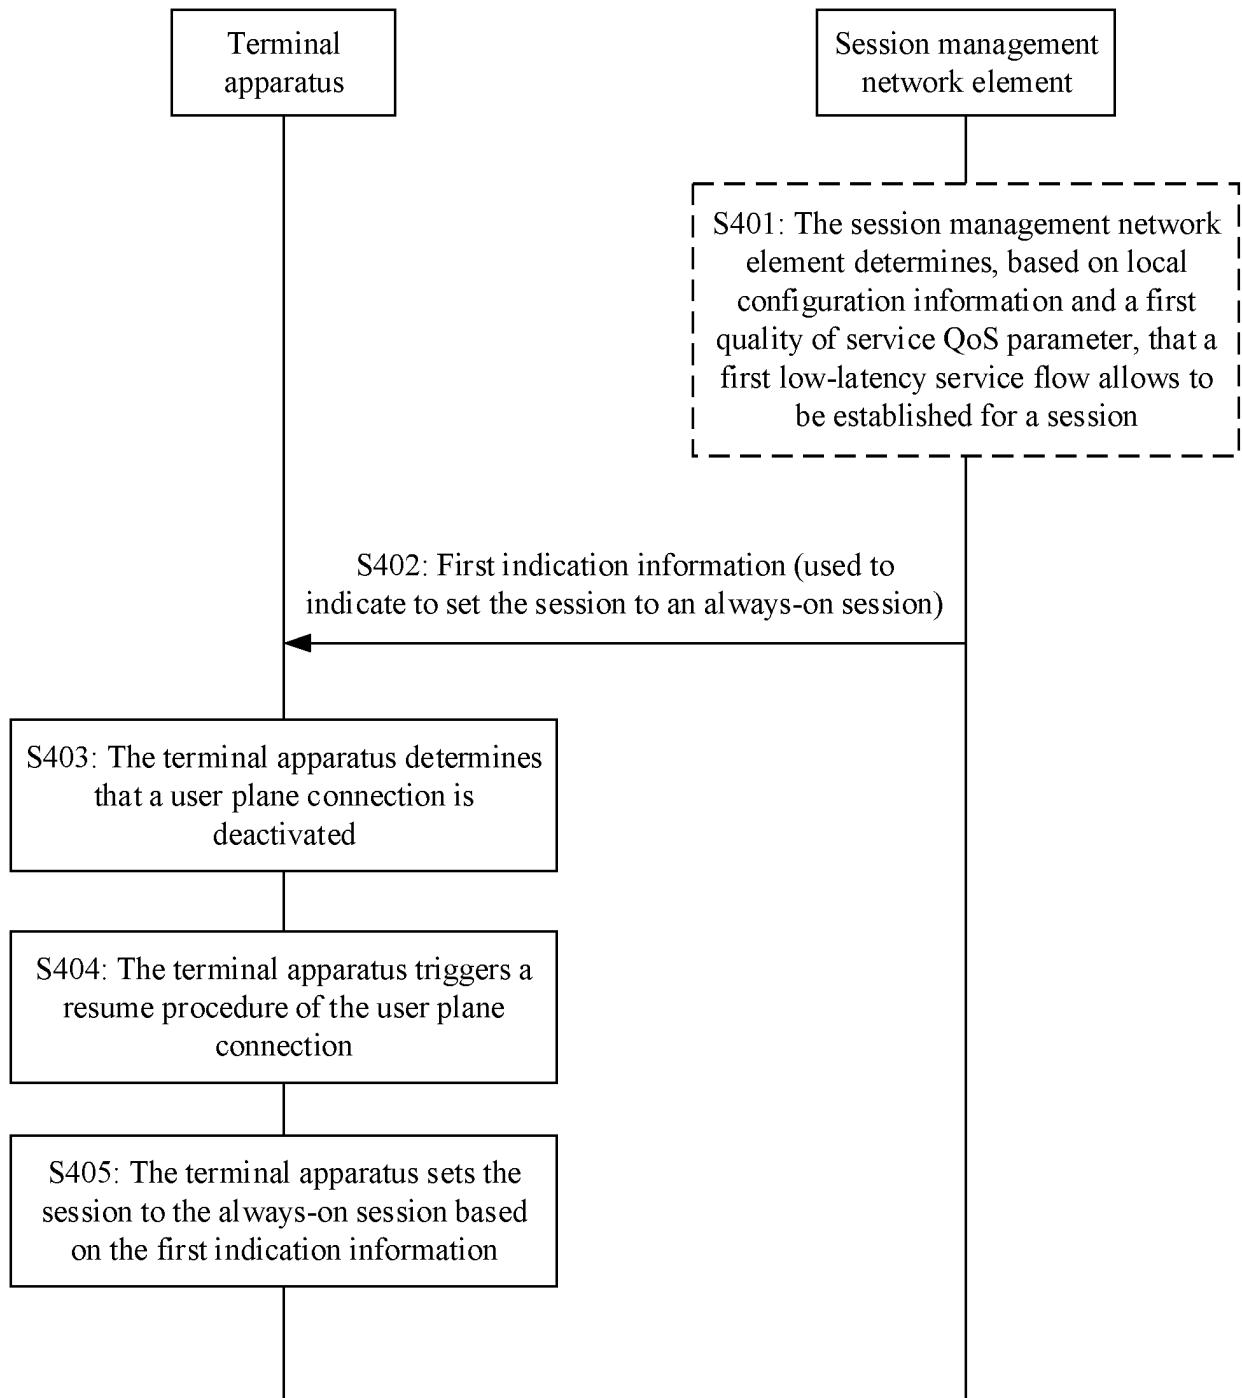 Terminal
apparatus
Session management
network element
S401: The session management network
element determines, based on local
configuration information and a first
quality of service QoS parameter, that a
first low-latency service flow allows to
be established for a session
S402: First indication information (used to
indicate to set the session to an always-on session)
S403: The terminal apparatus determines
that a user plane connection is
deactivated
S404: The terminal apparatus triggers a
resume procedure of the user plane
connection
S405: The terminal apparatus sets the
session to the always-on session based
on the first indication information